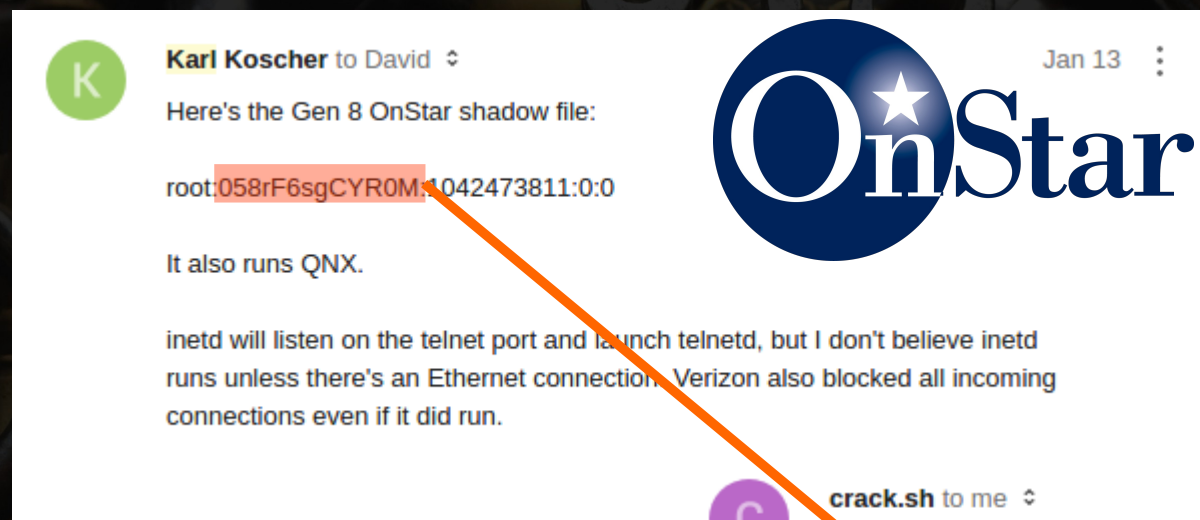 K
Karl Koscher to David
Jan 13
Here's the Gen 8 OnStar shadow file:
OnStar
root:058rF6sgCYR0M:1042473811:0:0
It also runs QNX.
inetd will listen on the telnet port and launch telnetd, but I don't believe inetd
runs unless there's an Ethernet connection. Verizon also blocked all incoming
connections even if it did run.
C
crack.sh to me